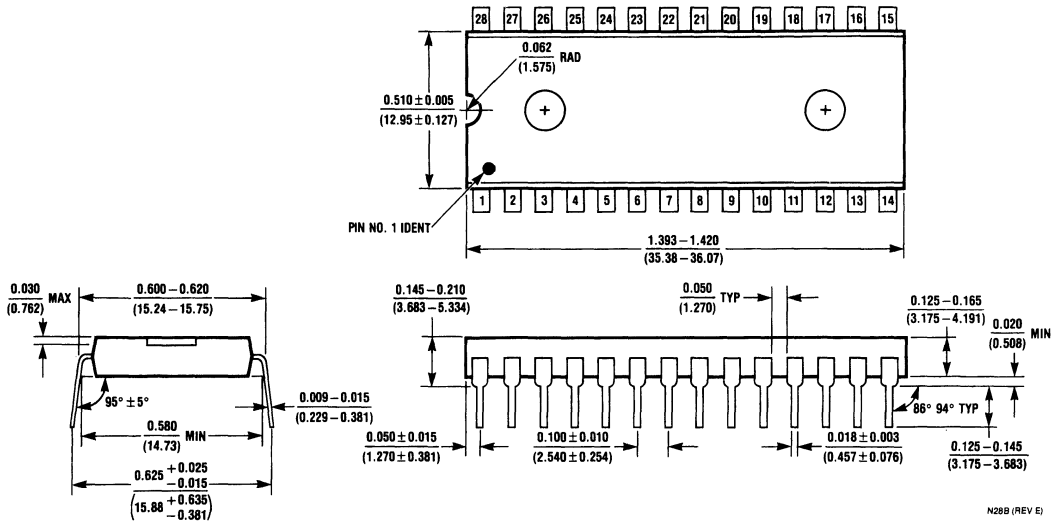 28 27 26 25 24 23 22 21 20 19 18 17 16 15
0.062
(1.575)
RAD
0.510 ± 0.005
(12.95 ± 0.127)
PIN NO. 1 IDENT
1 2 3 4 5 6 7 8 9 10 11 12 13 14
1.393 – 1.420
(35.38 – 36.07)
0.030
(0.762)
MAX
0.600 – 0.620
(15.24 – 15.75)
95° ± 5°
0.009 – 0.015
(0.229 – 0.381)
0.580
(14.73)
MIN
0.625 + 0.025
– 0.015
(15.88 + 0.635
– 0.381)
0.145 – 0.210
(3.683 – 5.334)
0.050
(1.270)
TYP
0.125 – 0.165
(3.175 – 4.191)
0.020
(0.508)
MIN
86° 94° TYP
0.050 ± 0.015
(1.270 ± 0.381)
0.100 ± 0.010
(2.540 ± 0.254)
0.018 ± 0.003
(0.457 ± 0.076)
0.125 – 0.145
(3.175 – 3.683)
N28B (REV E)